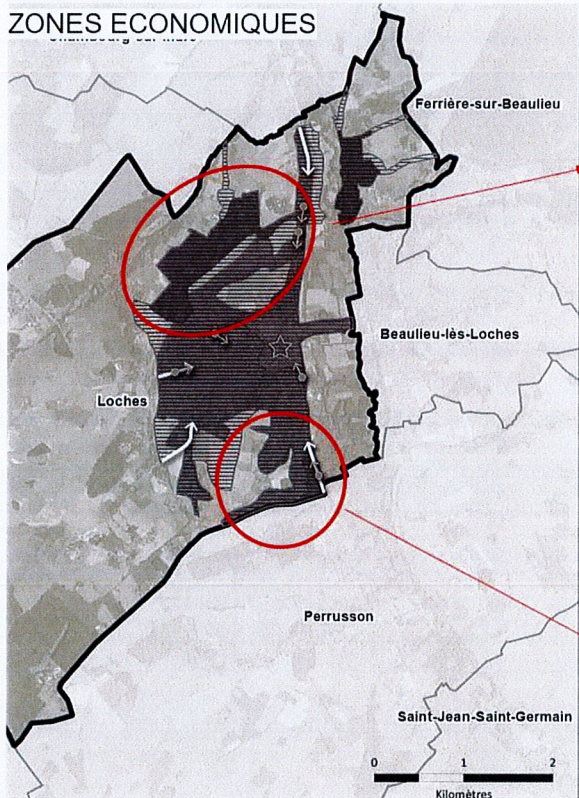 ZONES ECONOMIQUES
Ferrière-sur-Beaulieu
Beaulieu-lès-Loches
Loches
Perrusson
Saint-Jean-Saint-Germain
0 1 2
Kilomètres